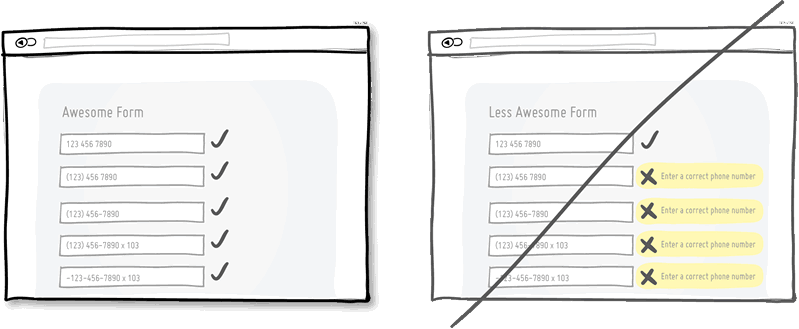 Awesome Form
123 456 7890
(123) 456 7890
(123) 456-7890
(123) 456-7890 x 103
-123-456-7890 x 103
Less Awesome Form
123 456 7890
(123) 456 7890
Enter a correct phone number
(123) 456-7890
Enter a correct phone number
(123) 456-7890 x 103
Enter a correct phone number
-123-456-7890 x 103
Enter a correct phone number